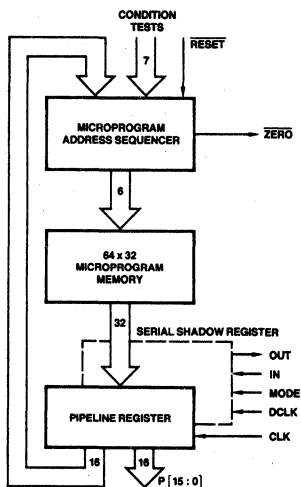 CONDITION
TESTS
RESET
7
MICROPROGRAM
ADDRESS SEQUENCER
ZERO
6
64 x 32
MICROPROGRAM
MEMORY
32
SERIAL SHADOW REGISTER
OUT
IN
MODE
DCLK
PIPELINE REGISTER
CLK
16
16
P [15 : 0]